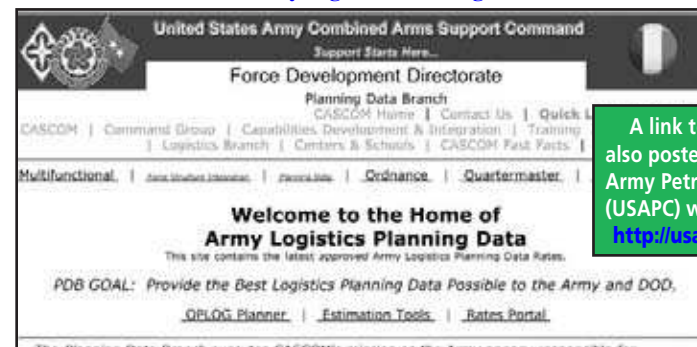 United States Army Combined Arms Support Command
Support Starts Here...
Force Development Directorate
Planning Data Branch
CASCOM Home | Contact Us | Quick L
CASCOM | Command Group | Capabilities Development & Integration | Training
| Logistics Branch | Centers & Schools | CASCOM Fast Facts |
Multifunctional | | | Ordnance | Quartermaster |
A link t
also poste
Army Petr
(USAPC) w
http://usa
Welcome to the Home of
Army Logistics Planning Data
This site contains the latest approved Army Logistics Planning Data Rates.
PDB GOAL: Provide the Best Logistics Planning Data Possible to the Army and DOD.
OPLOG Planner | Estimation Tools | Rates Portal